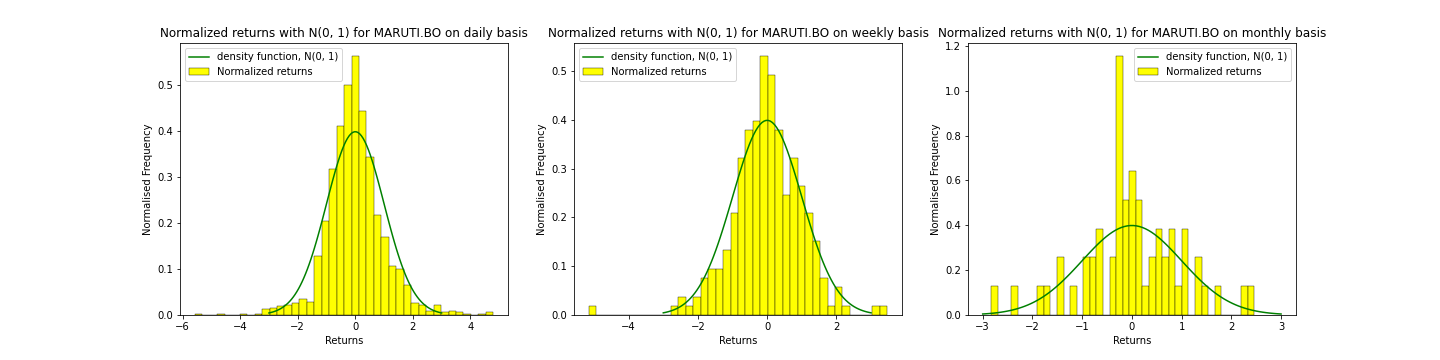 Normalized returns with N(0, 1) for MARUTI.BO on daily basis
density function, N(0, 1)
Normalized returns
Normalised Frequency
0.5
0.4
0.3
0.2
0.1
0.0
−6
−4
−2
0
2
4
Returns
Normalized returns with N(0, 1) for MARUTI.BO on weekly basis
density function, N(0, 1)
Normalized returns
Normalised Frequency
0.5
0.4
0.3
0.2
0.1
0.0
−4
−2
0
2
Returns
Normalized returns with N(0, 1) for MARUTI.BO on monthly basis
density function, N(0, 1)
Normalized returns
Normalised Frequency
1.2
1.0
0.8
0.6
0.4
0.2
0.0
−3
−2
−1
0
1
2
3
Returns